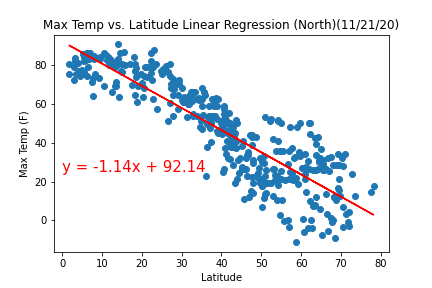 Max Temp vs. Latitude Linear Regression (North)(11/21/20)
Max Temp (F)
80
60
40
20
0
y = -1.14x + 92.14
0 10 20 30 40 50 60 70 80
Latitude